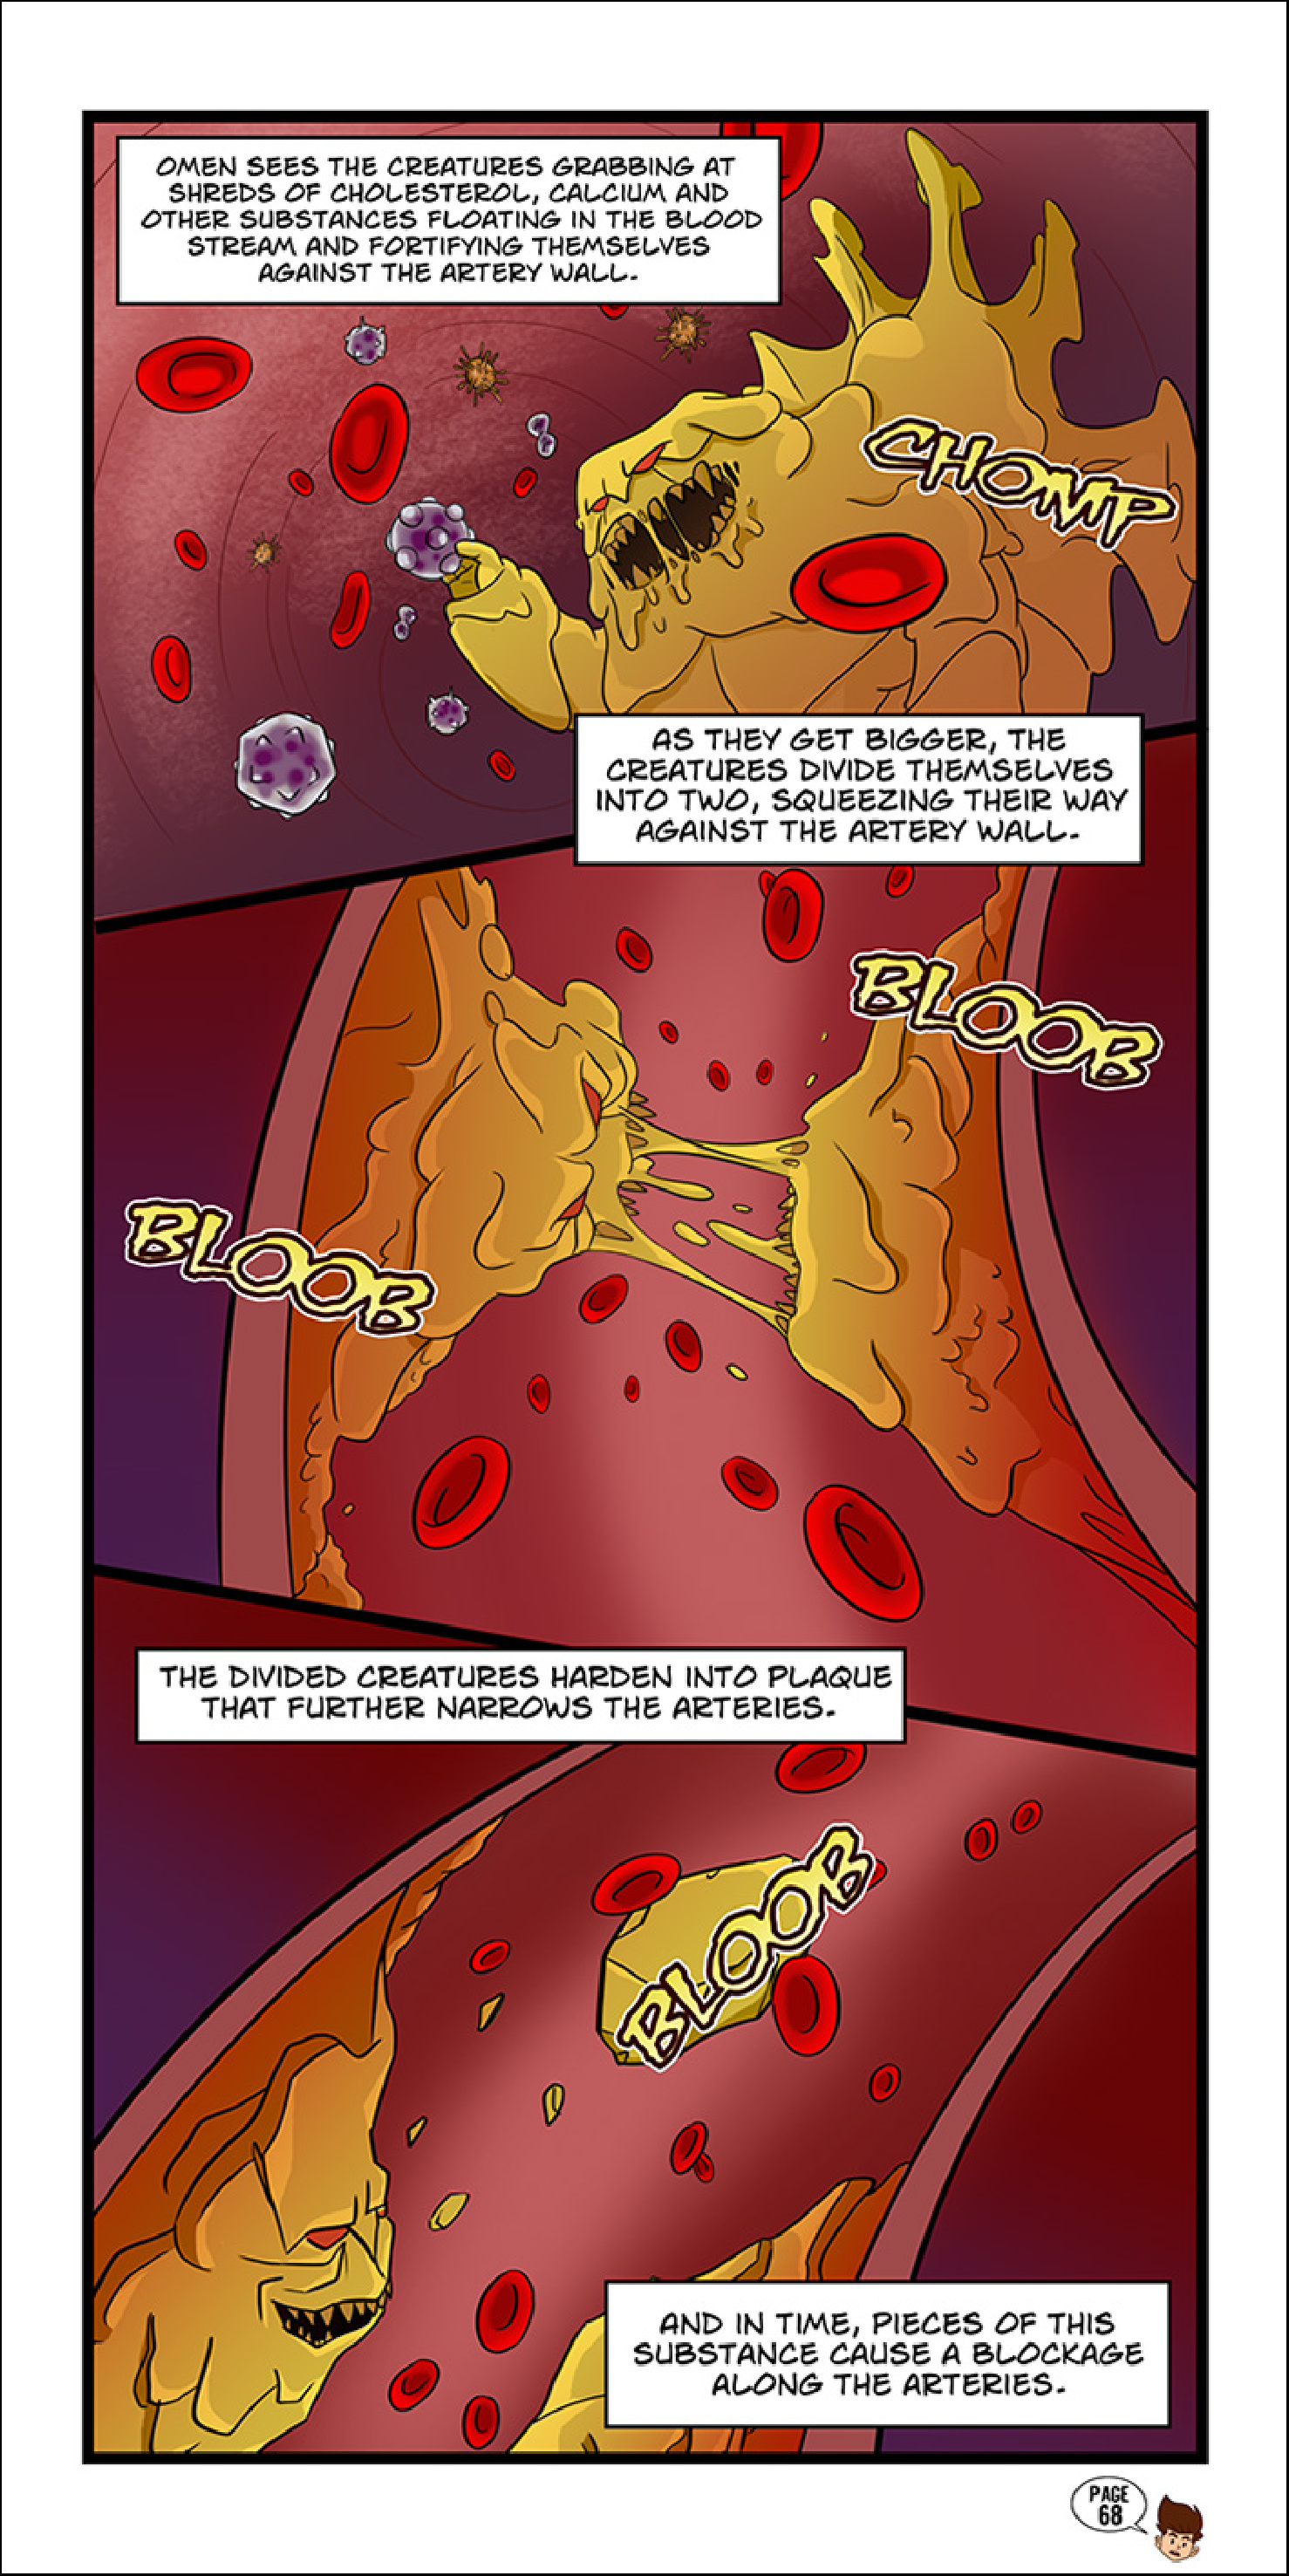 OMEN SEES THE CREATURES GRABBING AT
SHREDS OF CHOLESTEROL, CALCIUM AND
OTHER SUBSTANCES FLOATING IN THE BLOOD
STREAM AND FORTIFYING THEMSELVES
AGAINST THE ARTERY WALL.
CHOMP
AS THEY GET BIGGER, THE
CREATURES DIVIDE THEMSELVES
INTO TWO, SQUEEZING THEIR WAY
AGAINST THE ARTERY WALL.
BLOOB
BLOOB
THE DIVIDED CREATURES HARDEN INTO PLAQUE
THAT FURTHER NARROWS THE ARTERIES.
BLOOB
AND IN TIME, PIECES OF THIS
SUBSTANCE CAUSE A BLOCKAGE
ALONG THE ARTERIES.
PAGE
68